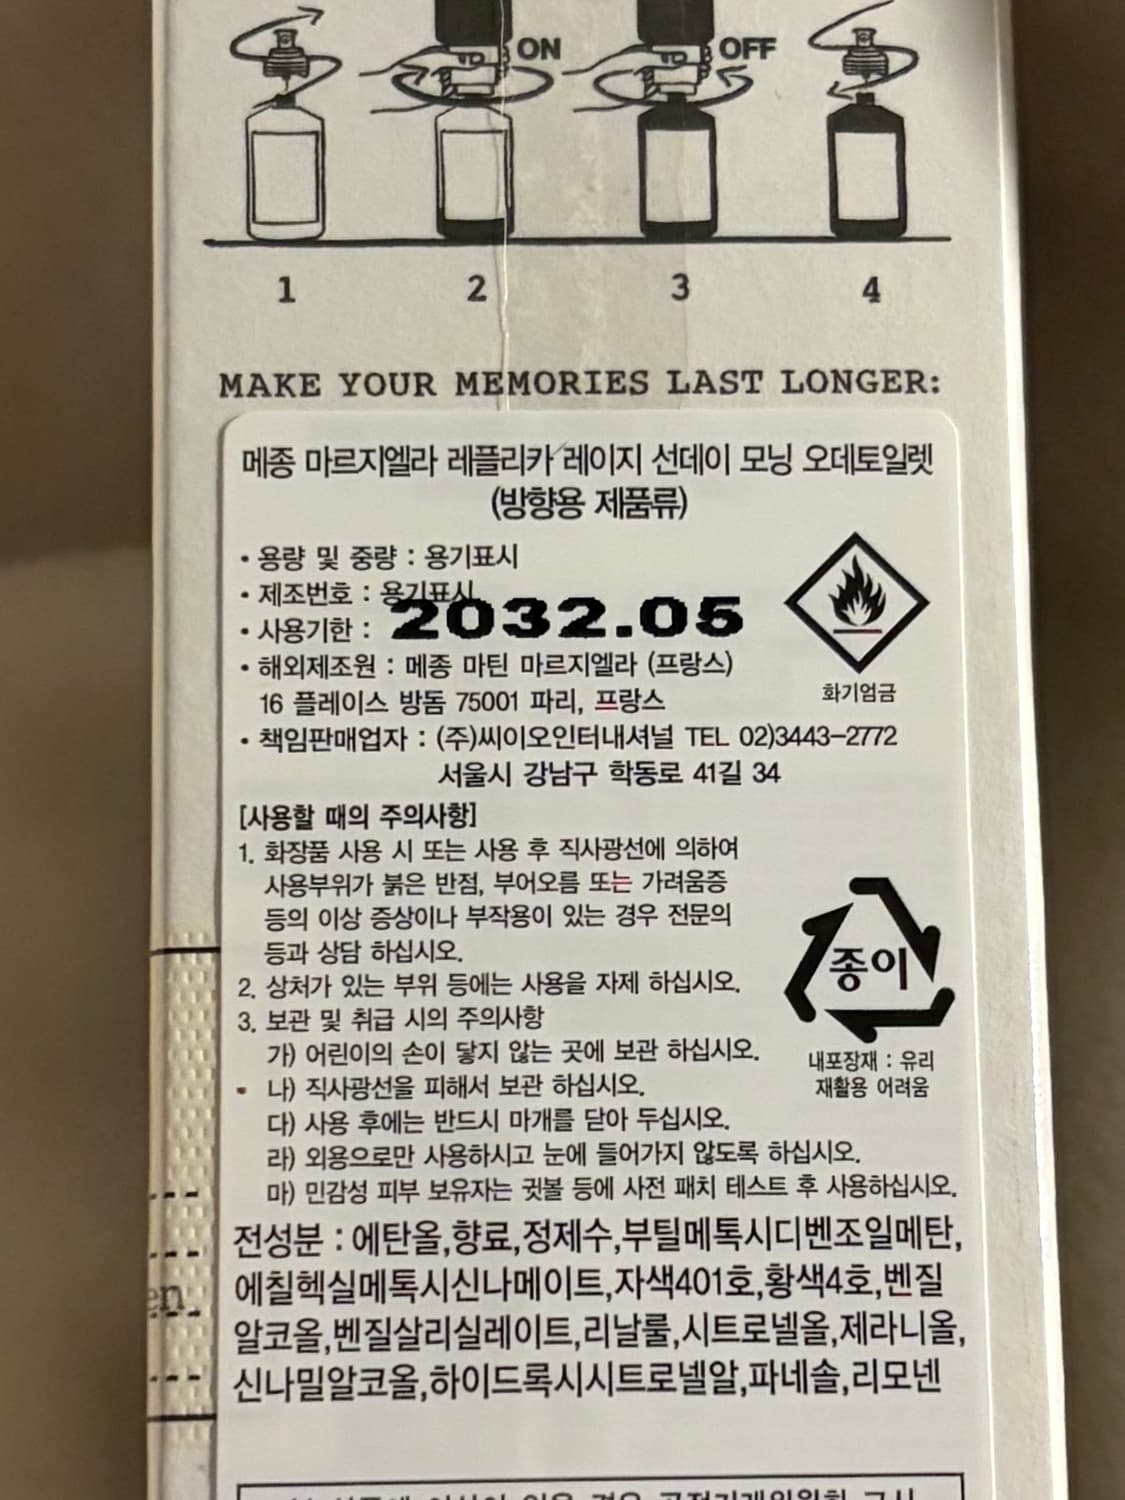 ON
OFF
1 2 3 4
MAKE YOUR MEMORIES LAST LONGER:
메종 마르지엘라 레플리카 레이지 선데이 모닝 오데토일렛
(방향용 제품류)
• 용량 및 중량 : 용기표시
• 제조번호 : 용기표시
• 사용기한 : 2032.05
• 해외제조원 : 메종 마틴 마르지엘라 (프랑스)
16 플레이스 방돔 75001 파리, 프랑스
화기엄금
• 책임판매업자 : (주)씨이오인터내셔널 TEL 02)3443-2772
서울시 강남구 학동로 41길 34
[사용할 때의 주의사항]
1. 화장품 사용 시 또는 사용 후 직사광선에 의하여
사용부위가 붉은 반점, 부어오름 또는 가려움증
등의 이상 증상이나 부작용이 있는 경우 전문의
등과 상담 하십시오.
2. 상처가 있는 부위 등에는 사용을 자제 하십시오.
3. 보관 및 취급 시의 주의사항
가) 어린이의 손이 닿지 않는 곳에 보관 하십시오.
나) 직사광선을 피해서 보관 하십시오.
다) 사용 후에는 반드시 마개를 닫아 두십시오.
라) 외용으로만 사용하시고 눈에 들어가지 않도록 하십시오.
마) 민감성 피부 보유자는 귓볼 등에 사전 패치 테스트 후 사용하십시오.
종이
내포장재 : 유리
재활용 어려움
전성분 : 에탄올,향료,정제수,부틸메톡시디벤조일메탄,
에칠헥실메톡시신나메이트,자색401호,황색4호,벤질
알코올,벤질살리실레이트,리날룰,시트로넬올,제라니올,
신나밀알코올,하이드록시시트로넬알,파네솔,리모넨
en